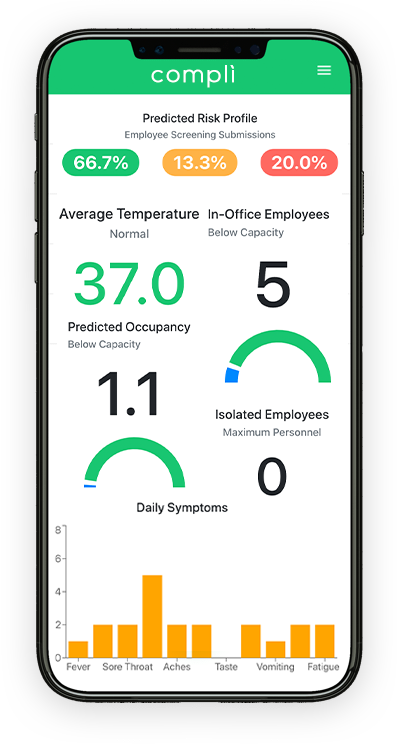 complì
Predicted Risk Profile
Employee Screening Submissions
66.7% 13.3% 20.0%
Average Temperature
Normal
37.0
In-Office Employees
Below Capacity
5
Predicted Occupancy
Below Capacity
1.1
Isolated Employees
Maximum Personnel
0
Daily Symptoms
8
6
4
2
0
Fever Sore Throat Aches Taste Vomiting Fatigue